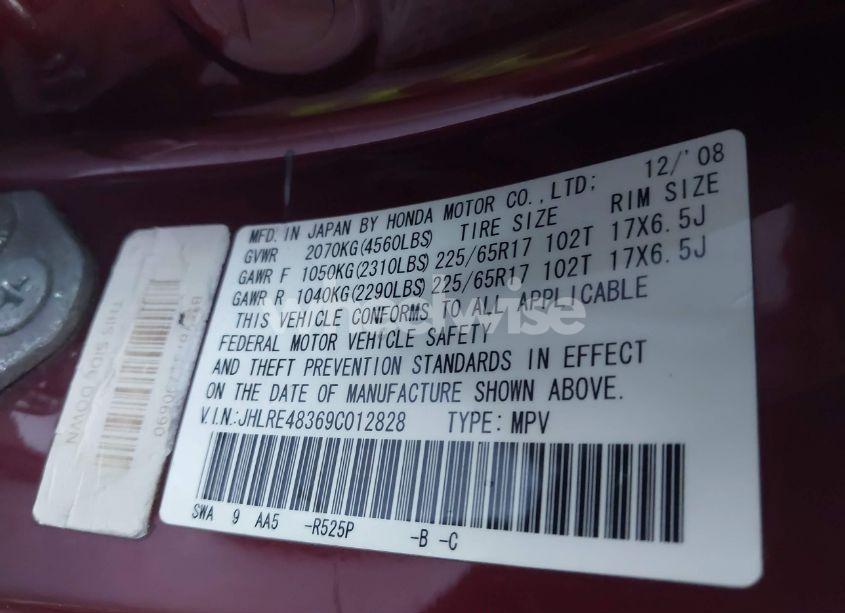 MFD. IN JAPAN BY HONDA MOTOR CO., LTD; 12/'08
GVWR 2070KG(4560LBS) TIRE SIZE RIM SIZE
GAWR F 1050KG(2310LBS) 225/65R17 102T 17X6.5J
GAWR R 1040KG(2290LBS) 225/65R17 102T 17X6.5J
THIS VEHICLE CONFORMS TO ALL APPLICABLE
FEDERAL MOTOR VEHICLE SAFETY
AND THEFT PREVENTION STANDARDS IN EFFECT
ON THE DATE OF MANUFACTURE SHOWN ABOVE.
V.I.N.:JHLRE48369C012828 TYPE: MPV
SWA 9 AA5 -R525P -B -C
THIS SIDE DOWN